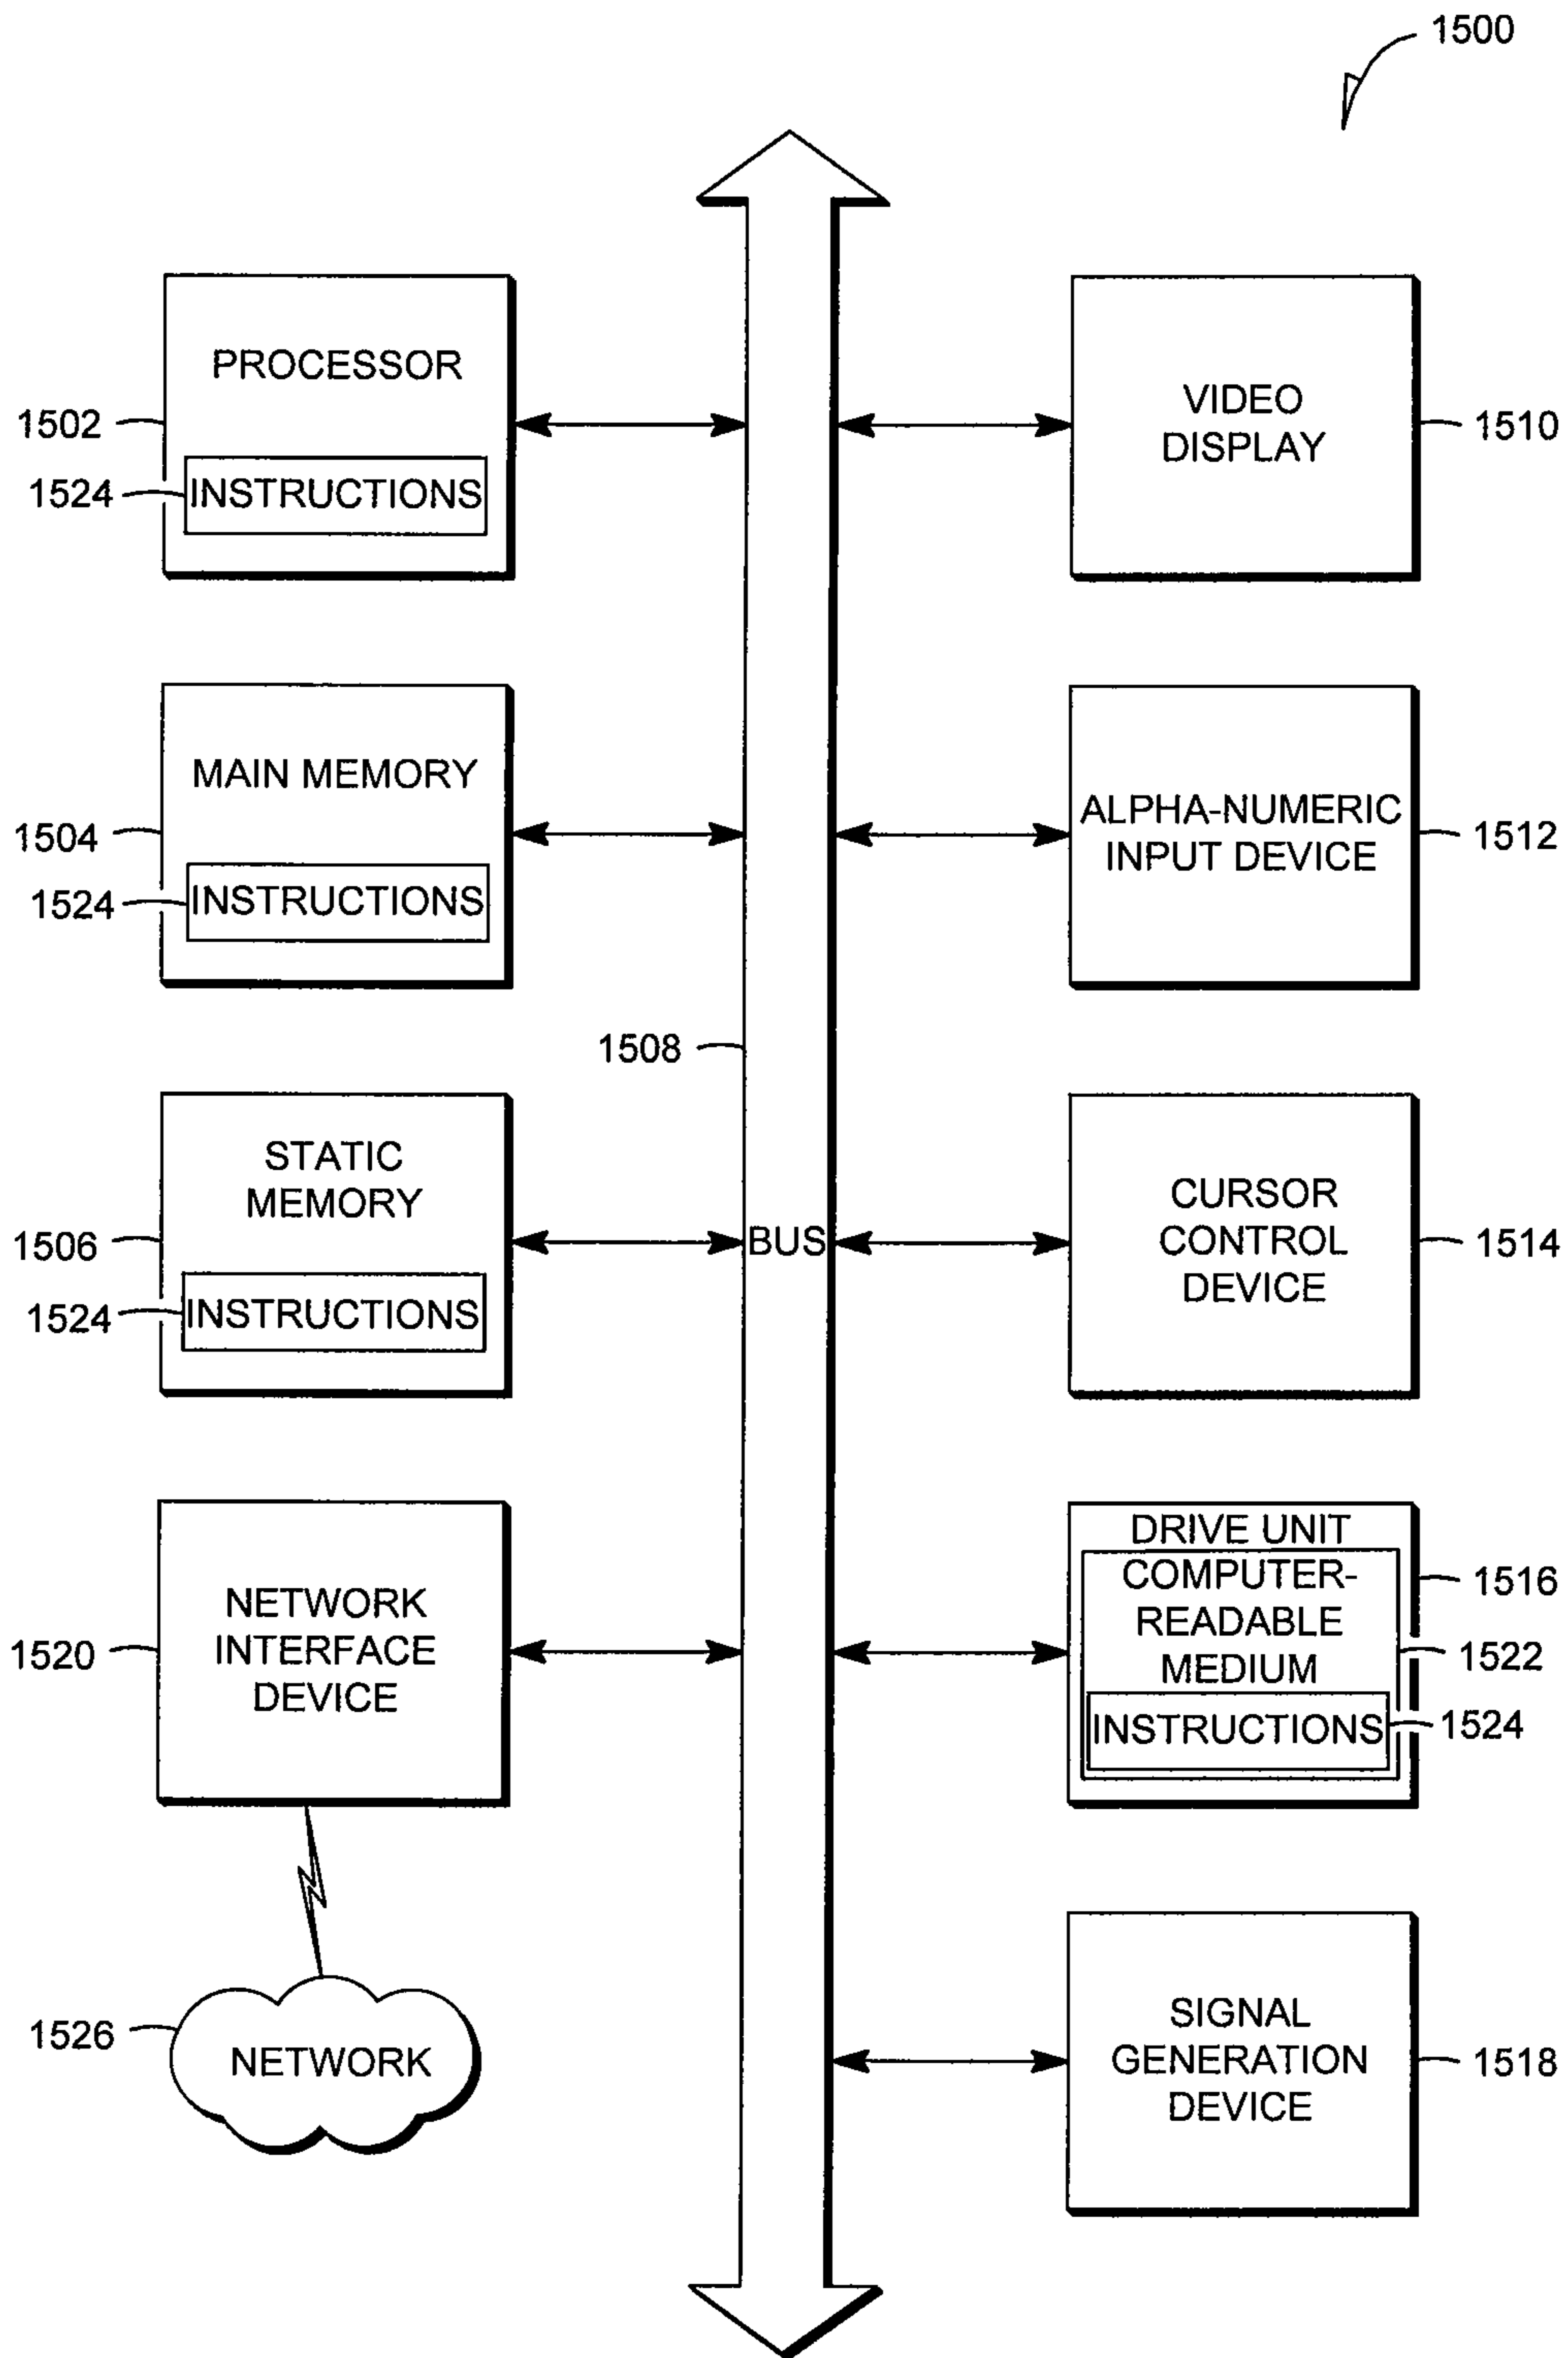 1500
PROCESSOR
1502
1524
INSTRUCTIONS
VIDEO
DISPLAY
1510
MAIN MEMORY
1504
1524
INSTRUCTIONS
ALPHA-NUMERIC
INPUT DEVICE
1512
1508
STATIC
MEMORY
1506
1524
INSTRUCTIONS
BUS
CURSOR
CONTROL
DEVICE
1514
NETWORK
INTERFACE
DEVICE
1520
DRIVE UNIT
COMPUTER-
READABLE
MEDIUM
INSTRUCTIONS
1516
1522
1524
1526
NETWORK
SIGNAL
GENERATION
DEVICE
1518